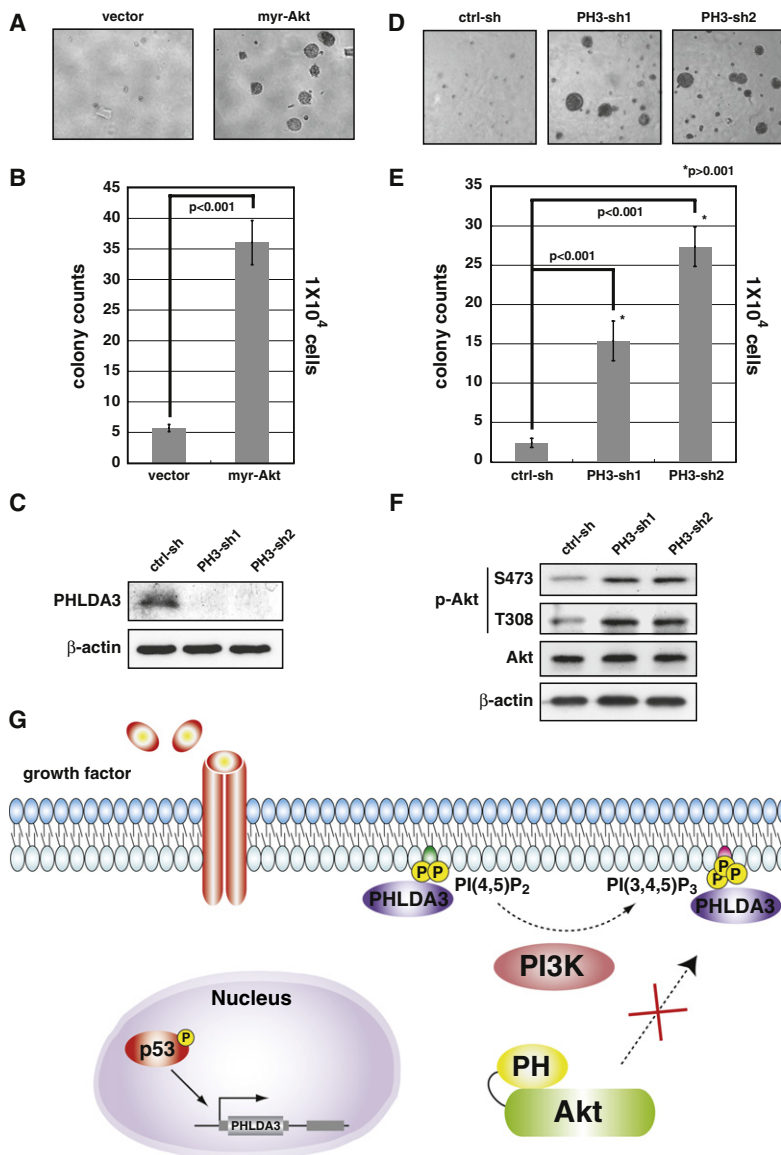 A
vector
myr-Akt
D
ctrl-sh
PH3-sh1
PH3-sh2
B
45
40
35
30
25
20
15
10
5
0
colony counts
p<0.001
1X10⁴ cells
vector
myr-Akt
E
*p>0.001
35
30
25
20
15
10
5
0
colony counts
p<0.001
p<0.001
*
*
ctrl-sh
PH3-sh1
PH3-sh2
C
ctrl-sh
PH3-sh1
PH3-sh2
PHLDA3
β-actin
F
ctrl-sh
PH3-sh1
PH3-sh2
p-Akt
S473
T308
Akt
β-actin
G
growth factor
P P
PHLDA3
PI(4,5)P₂
PI(3,4,5)P₃
P
P P
PHLDA3
PI3K
Nucleus
p53
P
PHLDA3
PH
Akt